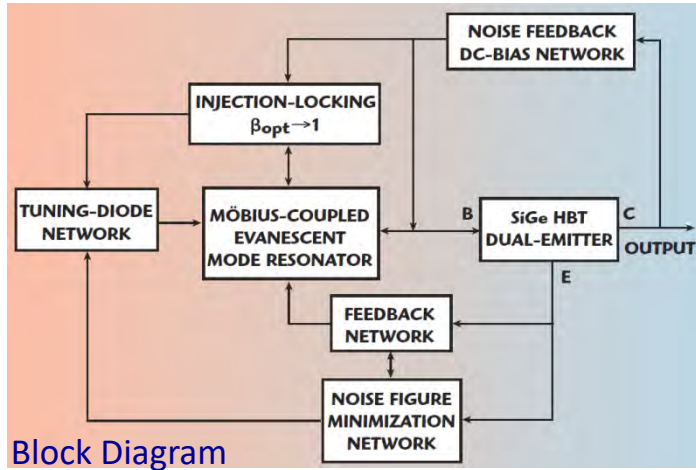 NOISE FEEDBACK
DC-BIAS NETWORK
INJECTION-LOCKING
βopt→1
TUNING-DIODE
NETWORK
MÖBIUS-COUPLED
EVANESCENT
MODE RESONATOR
B
SiGe HBT
DUAL-EMITTER
C
OUTPUT
E
FEEDBACK
NETWORK
NOISE FIGURE
MINIMIZATION
NETWORK
Block Diagram